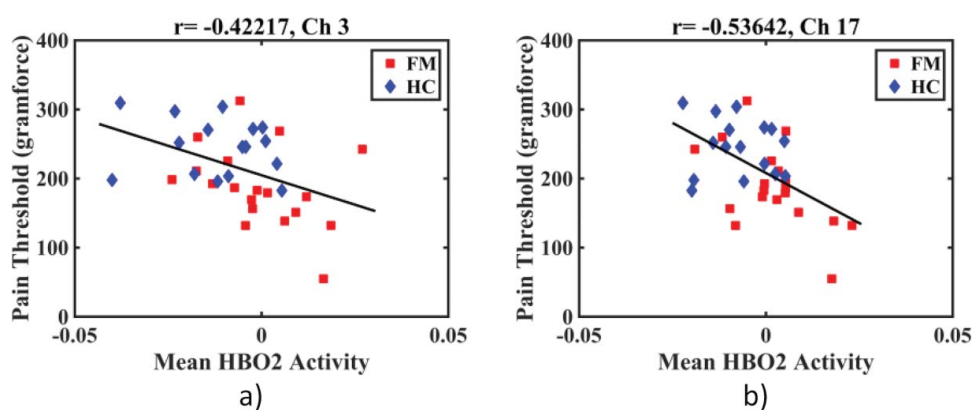 r= -0.42217, Ch 3
400
300
200
100
0
Pain Threshold (gramforce)
FM
HC
-0.05
0
0.05
Mean HBO2 Activity
a)
r= -0.53642, Ch 17
400
300
200
100
0
Pain Threshold (gramforce)
FM
HC
-0.05
0
0.05
Mean HBO2 Activity
b)